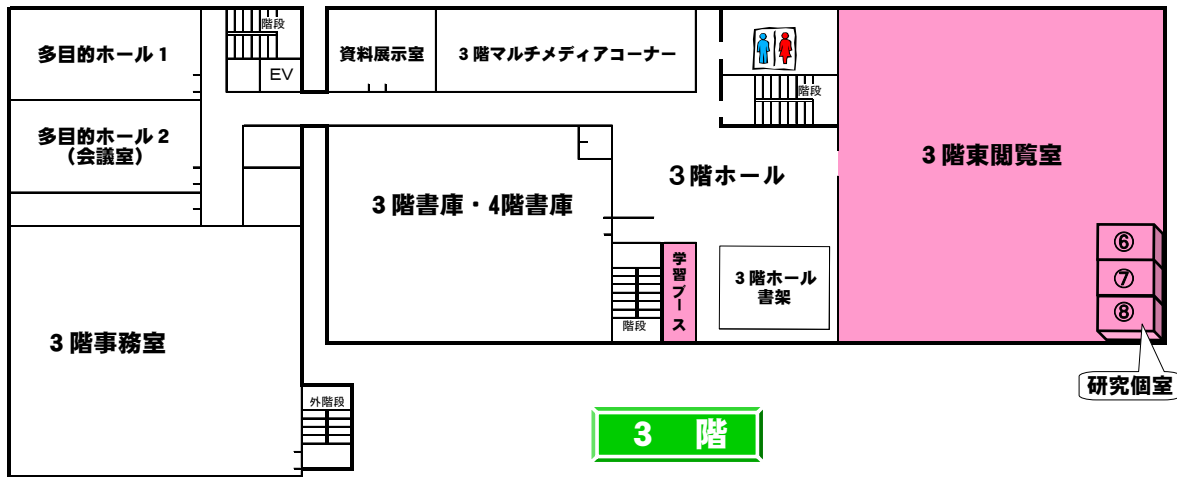 多目的ホール1
階段
EV
資料展示室
3階マルチメディアコーナー
階段
多目的ホール2
(会議室)
3階東閲覧室
3階ホール
3階書庫・4階書庫
⑥
⑦
⑧
学習ブース
3階ホール
書架
階段
3階事務室
研究個室
外階段
3 階